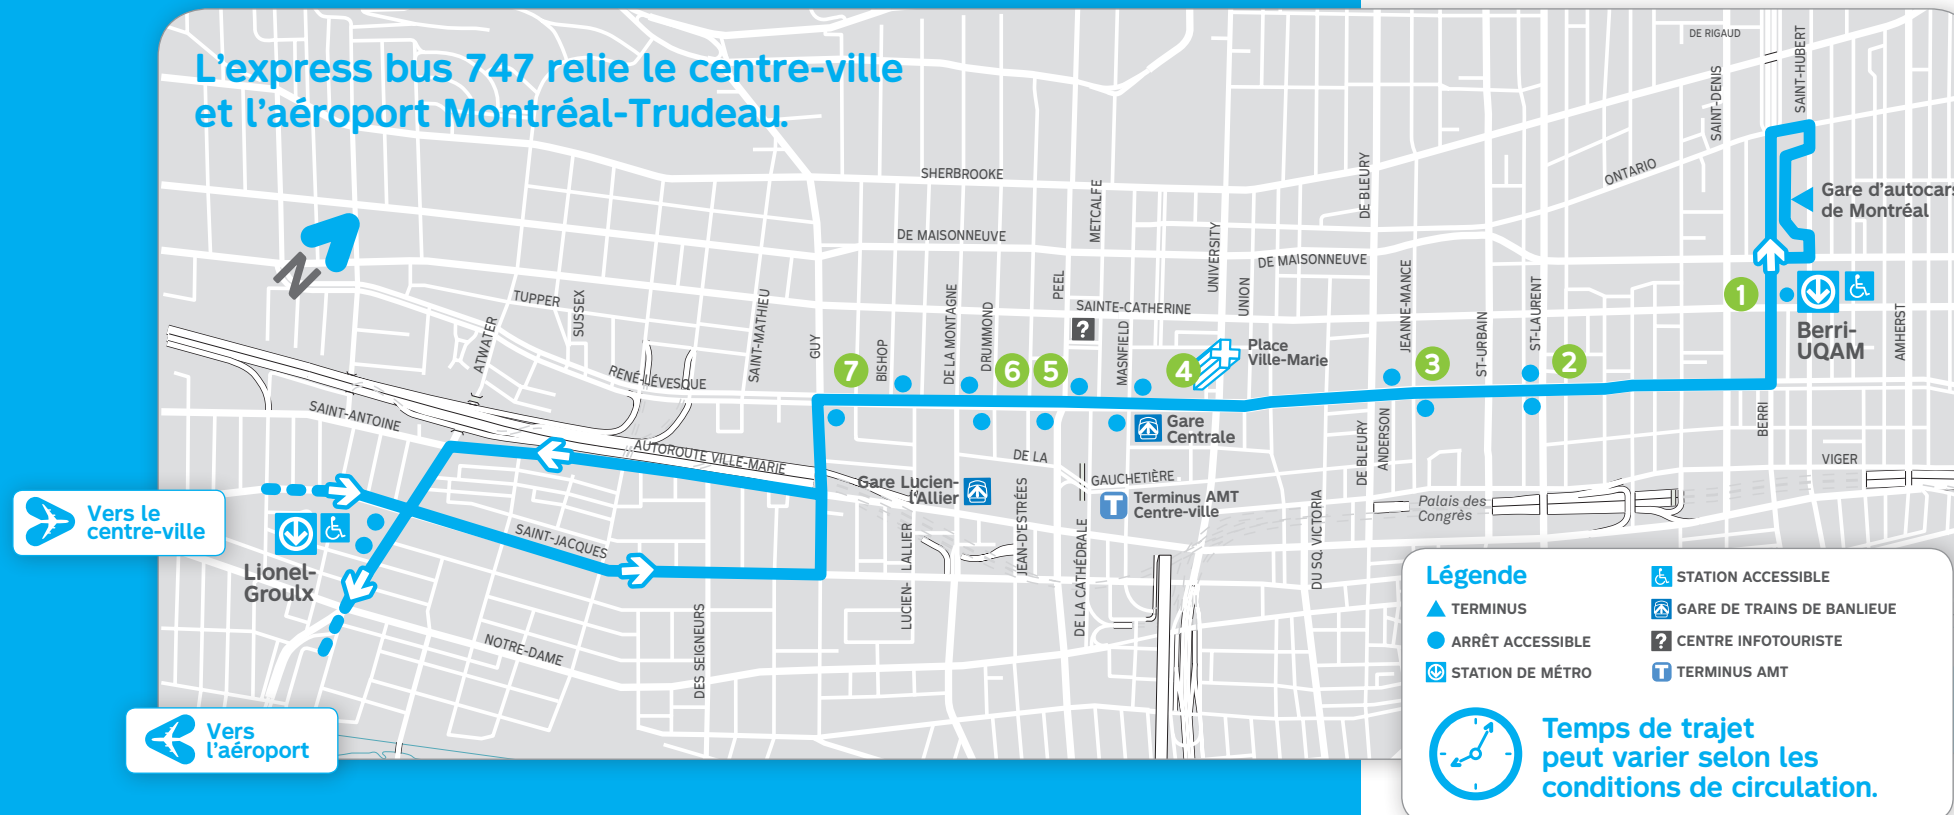 L'express bus 747 relie le centre-ville
et l'aéroport Montréal-Trudeau.
DE RIGAUD
SAINT-HUBERT
SAINT-DENIS
ONTARIO
Gare d'autocars
de Montréal
SHERBROOKE
METCALFE
DE BLEURY
DE MAISONNEUVE
UNIVERSITY
DE MAISONNEUVE
N
TUPPER
SUSSEX
ATWATER
SAINT-MATHIEU
GUY
BISHOP
DE LA MONTAGNE
DRUMMOND
PEEL
SAINTE-CATHERINE
?
MASNFIELD
UNION
JEANNE-MANCE
ST-URBAIN
ST-LAURENT
1
Berri-
UQAM
AMHERST
Place
Ville-Marie
7
6
5
4
3
2
RENÉ-LÉVESQUE
SAINT-ANTOINE
AUTOROUTE VILLE-MARIE
Gare
Centrale
DE BLEURY
ANDERSON
BERRI
VIGER
DE LA
GAUCHETIÈRE
Gare Lucien-
l'Allier
T
Terminus AMT
Centre-ville
Palais des
Congrès
Vers le
centre-ville
Lionel-
Groulx
SAINT-JACQUES
LUCIEN-
LALLIER
JEAN-D'ESTRÉES
DE LA CATHÉDRALE
DU SQ. VICTORIA
NOTRE-DAME
DES SEIGNEURS
Vers
l'aéroport
Légende
TERMINUS
ARRÊT ACCESSIBLE
STATION DE MÉTRO
STATION ACCESSIBLE
GARE DE TRAINS DE BANLIEUE
? CENTRE INFOTOURISTE
T TERMINUS AMT
Temps de trajet
peut varier selon les
conditions de circulation.